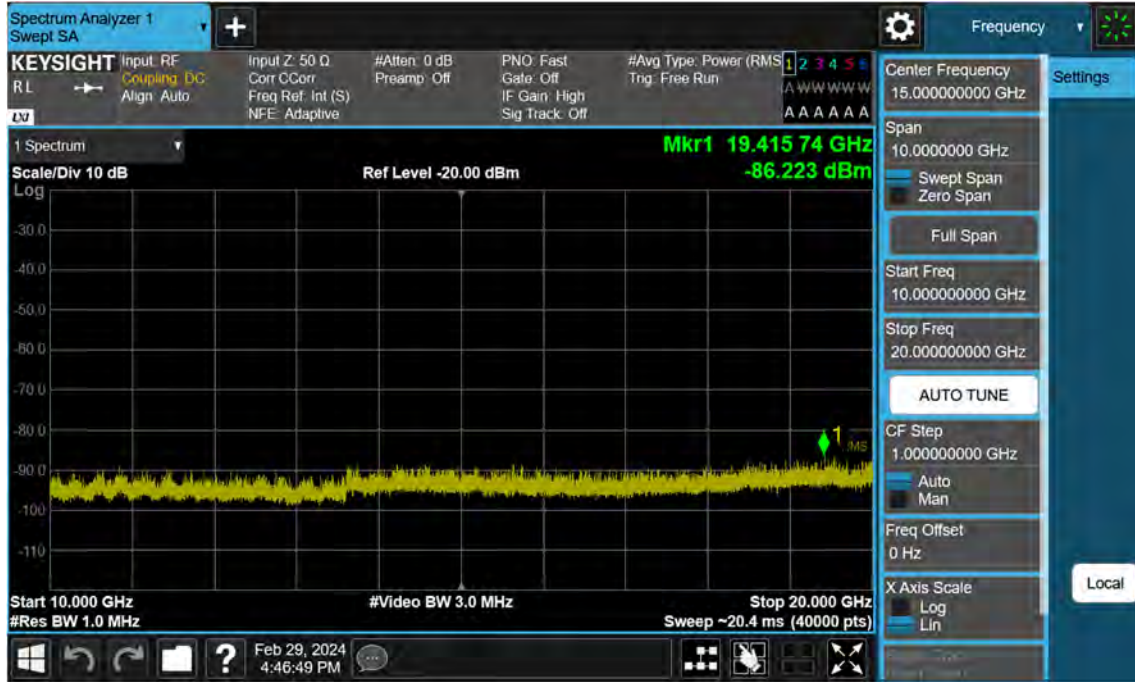 Spectrum Analyzer 1
Swept SA
+
Frequency
KEYSIGHT
R L
LXI
Input: RF
Coupling: DC
Align: Auto
Input Z: 50 Ω
Corr CCorr
Freq Ref: Int (S)
NFE: Adaptive
#Atten: 0 dB
Preamp: Off
PNO: Fast
Gate: Off
IF Gain: High
Sig Track: Off
#Avg Type: Power (RMS
Trig: Free Run
1 2 3 4 5 6
A W W W W W
A A A A A A
1 Spectrum
Scale/Div 10 dB
Log
Ref Level -20.00 dBm
Mkr1 19.415 74 GHz
-86.223 dBm
-30.0
-40.0
-50.0
-60.0
-70.0
-80.0
-90.0
-100
-110
1
Start 10.000 GHz
#Res BW 1.0 MHz
#Video BW 3.0 MHz
Stop 20.000 GHz
Sweep ~20.4 ms (40000 pts)
Center Frequency
15.000000000 GHz
Span
10.0000000 GHz
Swept Span
Zero Span
Full Span
Start Freq
10.000000000 GHz
Stop Freq
20.000000000 GHz
AUTO TUNE
CF Step
1.000000000 GHz
Auto
Man
Freq Offset
0 Hz
X Axis Scale
Log
Lin
Settings
Local
?
Feb 29, 2024
4:46:49 PM